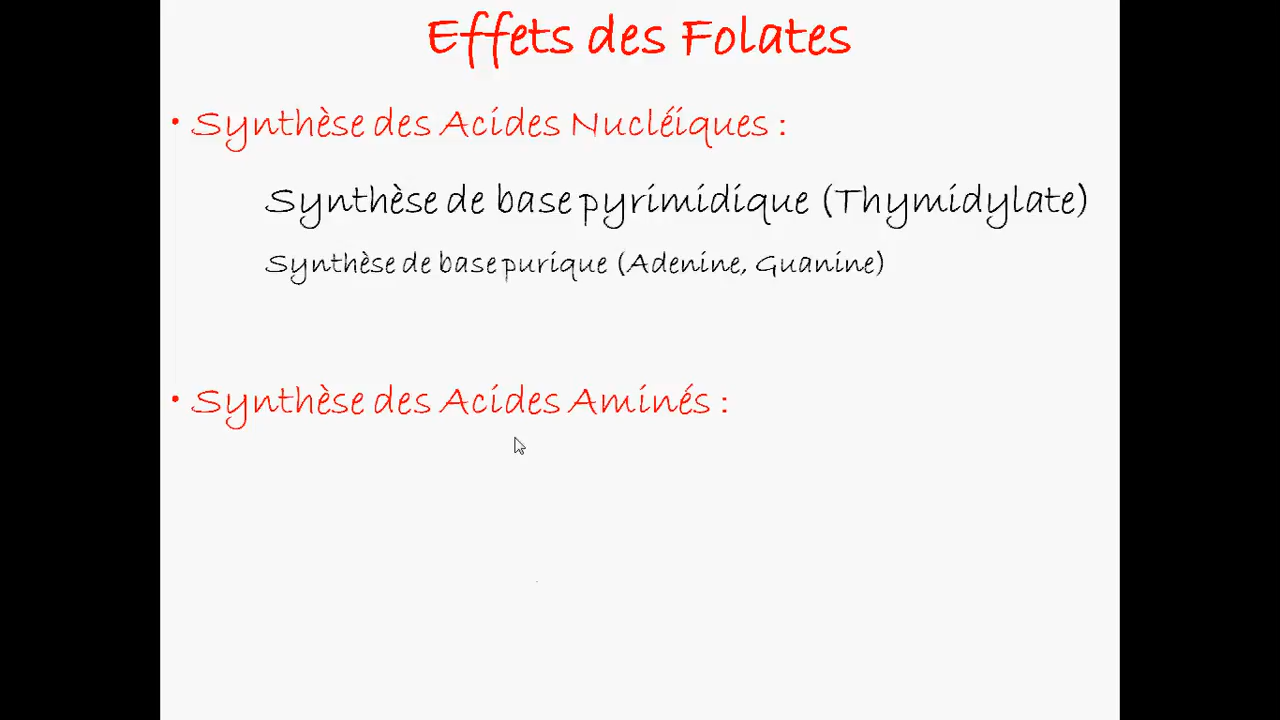 Effets des Folates
• Synthèse des Acides Nucléiques :
Synthèse de base pyrimidique (Thymidylate)
Synthèse de base purique (Adenine, Guanine)
• Synthèse des Acides Aminés :